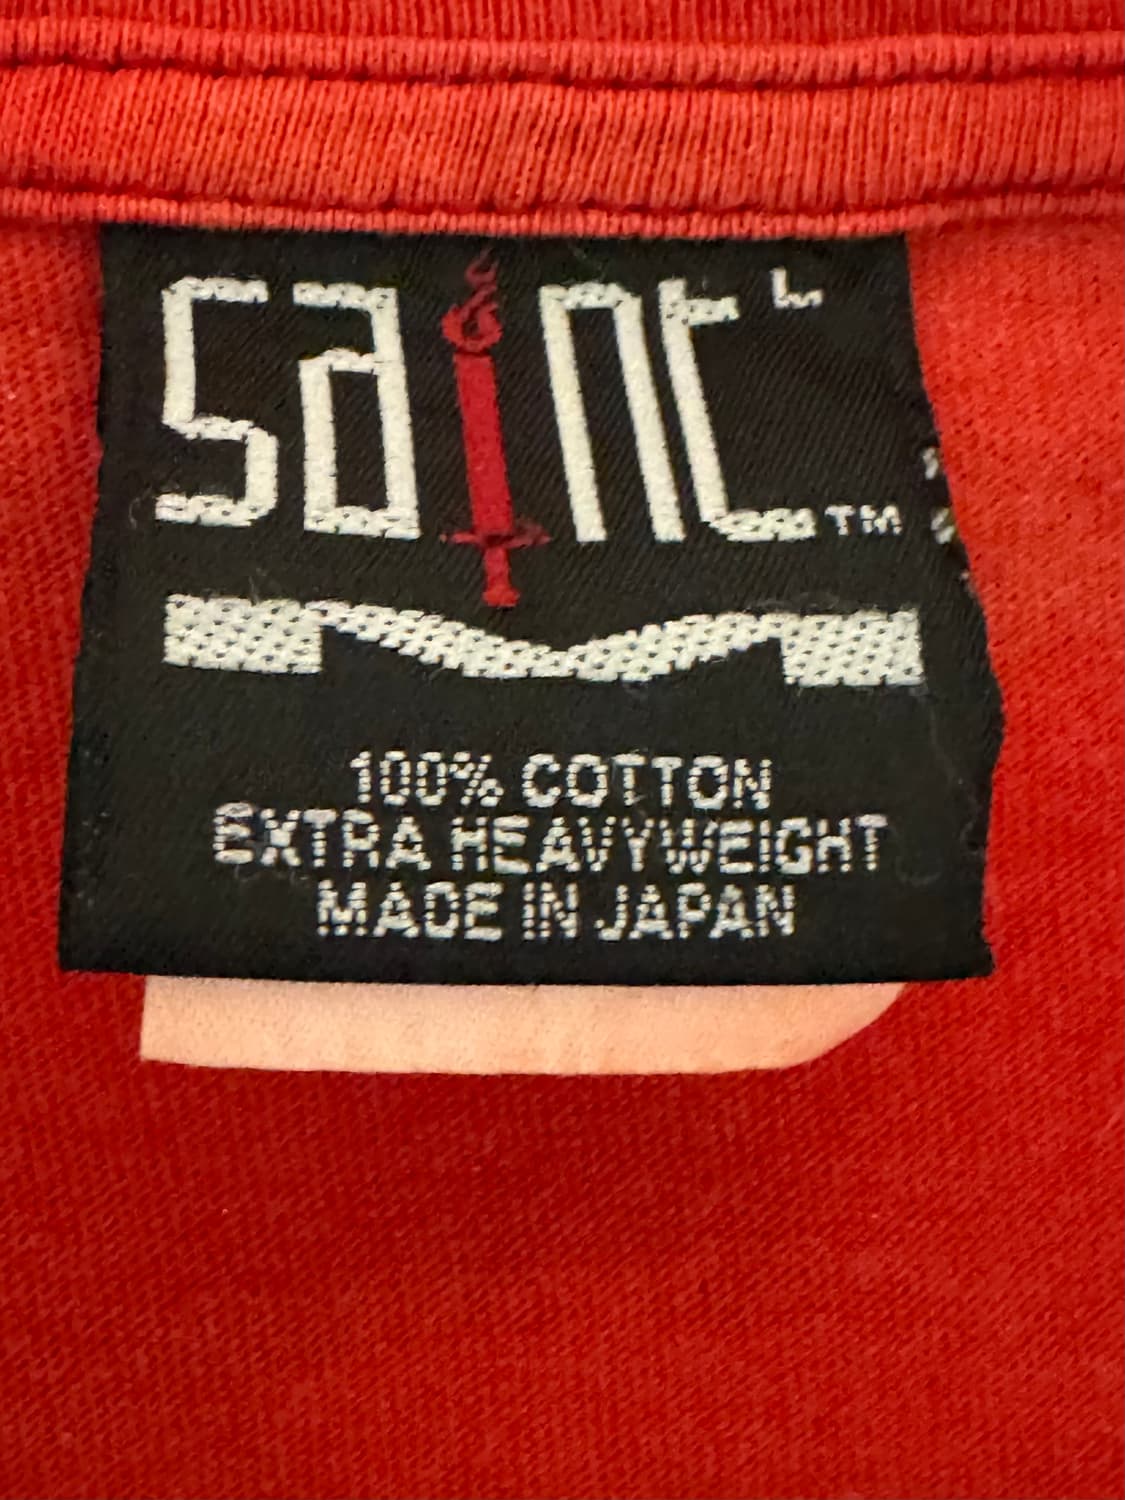 saint L
TM
100% COTTON
EXTRA HEAVYWEIGHT
MADE IN JAPAN